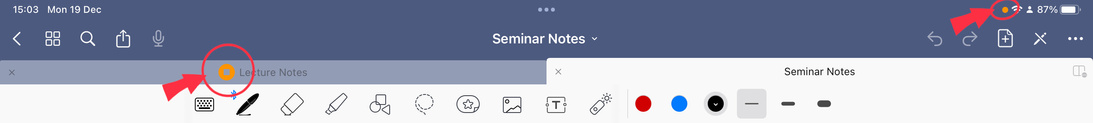 15:03 Mon 19 Dec 87%
Seminar Notes
Lecture Notes Seminar Notes
T